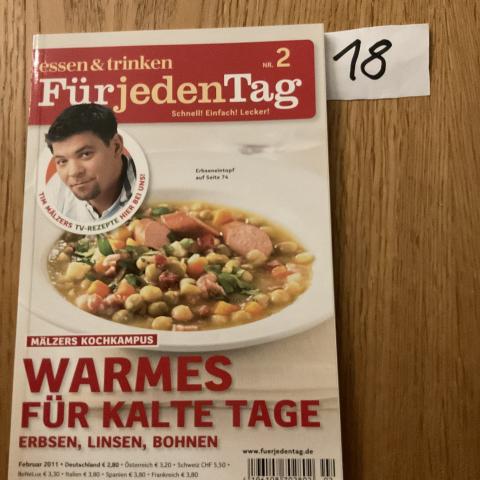 essen & trinken
NR. 2
FürjedenTag
Schnell! Einfach! Lecker!
18
Erbseneintopf
auf Seite 74
TIM MÄLZERS TV-REZEPTE HIER BEI UNS!
MÄLZERS KOCHKAMPUS
WARMES
FÜR KALTE TAGE
ERBSEN, LINSEN, BOHNEN
www.fuerjedentag.de
Februar 2011 • Deutschland € 2,80 • Österreich € 3,20 • Schweiz CHF 5,50 •
BeNeLux € 3,30 • Italien € 3,80 • Spanien € 3,80 • Frankreich € 3,80